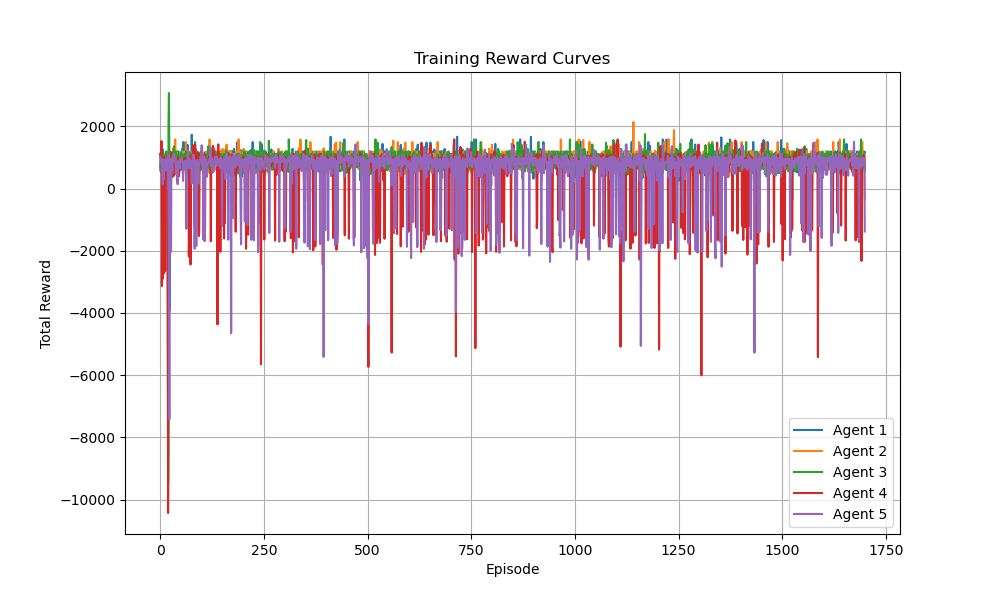 Training Reward Curves
Total Reward
2000
0
−2000
−4000
−6000
−8000
−10000
0 250 500 750 1000 1250 1500 1750
Episode
Agent 1
Agent 2
Agent 3
Agent 4
Agent 5